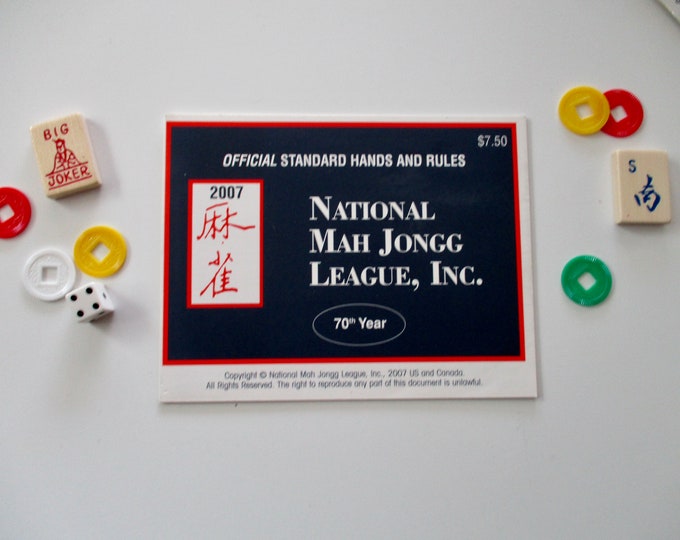 BIG
JOKER
$7.50
OFFICIAL STANDARD HANDS AND RULES
2007
麻
雀
NATIONAL
MAH JONGG
LEAGUE, INC.
70th Year
Copyright © National Mah Jongg League, Inc., 2007 US and Canada.
All Rights Reserved. The right to reproduce any part of this document is unlawful.
S
南